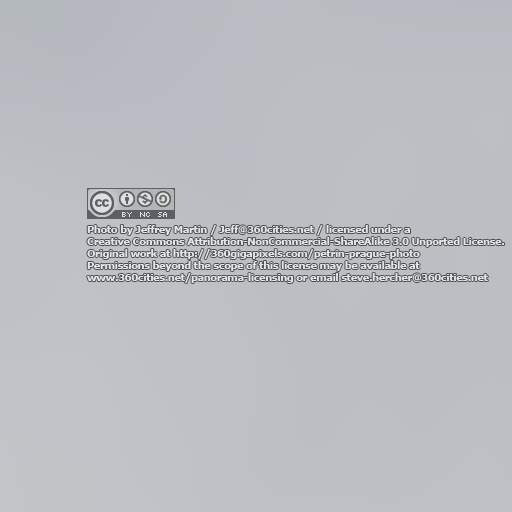 cc BY NC SA
Photo by Jeffrey Martin / Jeff@360cities.net / licensed under a
Creative Commons Attribution-NonCommercial-ShareAlike 3.0 Unported License.
Original work at http://360gigapixels.com/petrin-prague-photo
Permissions beyond the scope of this license may be available at
www.360cities.net/panorama-licensing or email steve.hercher@360cities.net